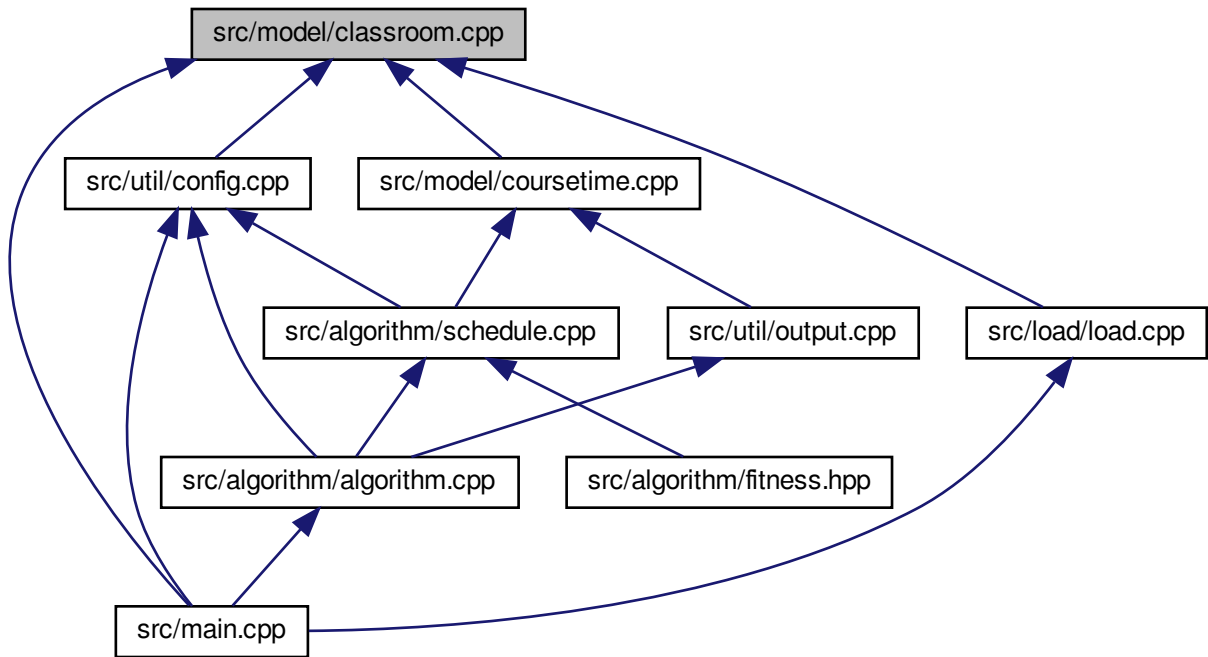 src/model/classroom.cpp
src/util/config.cpp
src/model/coursetime.cpp
src/algorithm/schedule.cpp
src/util/output.cpp
src/load/load.cpp
src/algorithm/algorithm.cpp
src/algorithm/fitness.hpp
src/main.cpp